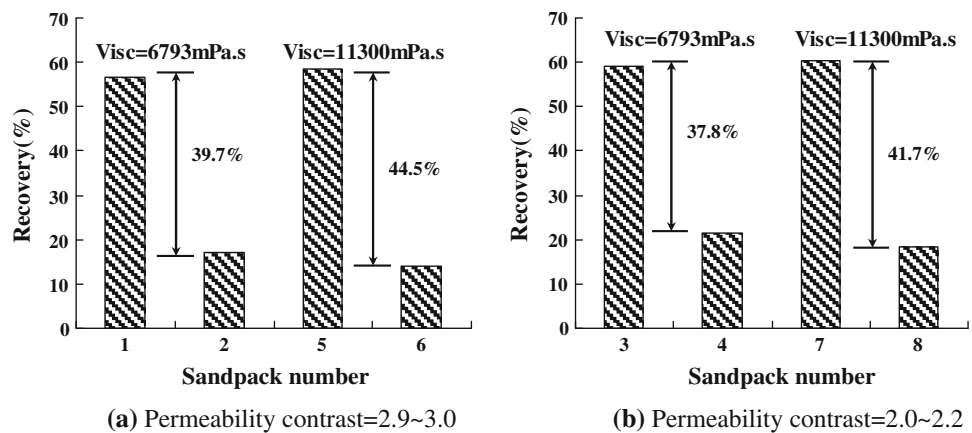 70
60
50
40
30
20
10
0
Recovery(%)
Visc=6793mPa.s
Visc=11300mPa.s
39.7%
44.5%
1 2 5 6
Sandpack number
(a) Permeability contrast=2.9~3.0
70
60
50
40
30
20
10
0
Recovery(%)
Visc=6793mPa.s
Visc=11300mPa.s
37.8%
41.7%
3 4 7 8
Sandpack number
(b) Permeability contrast=2.0~2.2